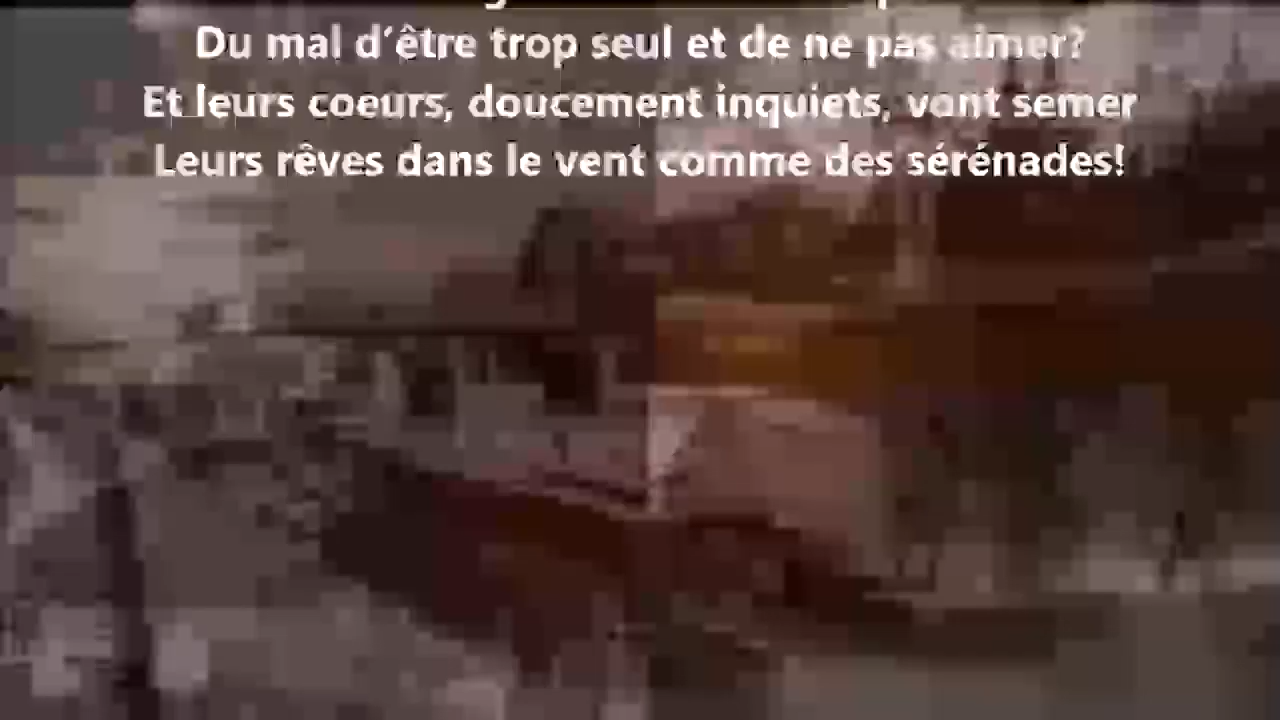 Du mal d'être trop seul et de ne pas aimer?
Et leurs coeurs, doucement inquiets, vont semer
Leurs rêves dans le vent comme des sérénades!